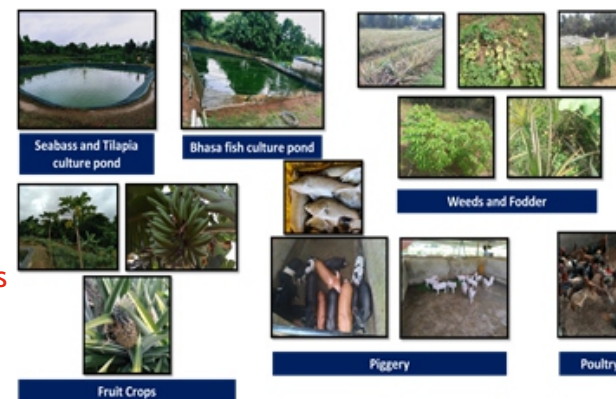 Seabass and Tilapia
culture pond
Bhasa fish culture pond
Weeds and Fodder
s
Piggery
Poultry
Fruit Crops